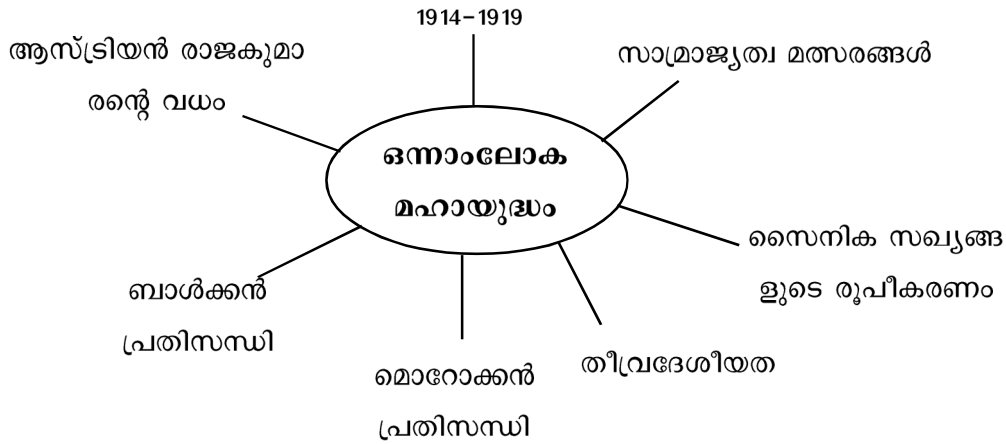 1914-1919
ആസ്ട്രിയൻ രാജകുമാ
രന്റെ വധം
സാമ്രാജ്യത്വ മത്സരങ്ങൾ
ഒന്നാംലോക
മഹായുദ്ധം
സൈനിക സഖ്യങ്ങ
ളുടെ രൂപീകരണം
ബാൾക്കൻ
പ്രതിസന്ധി
മൊറോക്കൻ
പ്രതിസന്ധി
തീവ്രദേശീയത